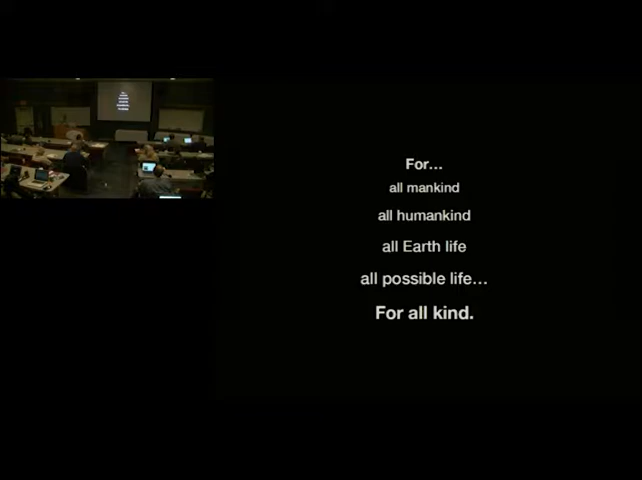 For...
all mankind
all humankind
all Earth life
all possible life...
For all kind.